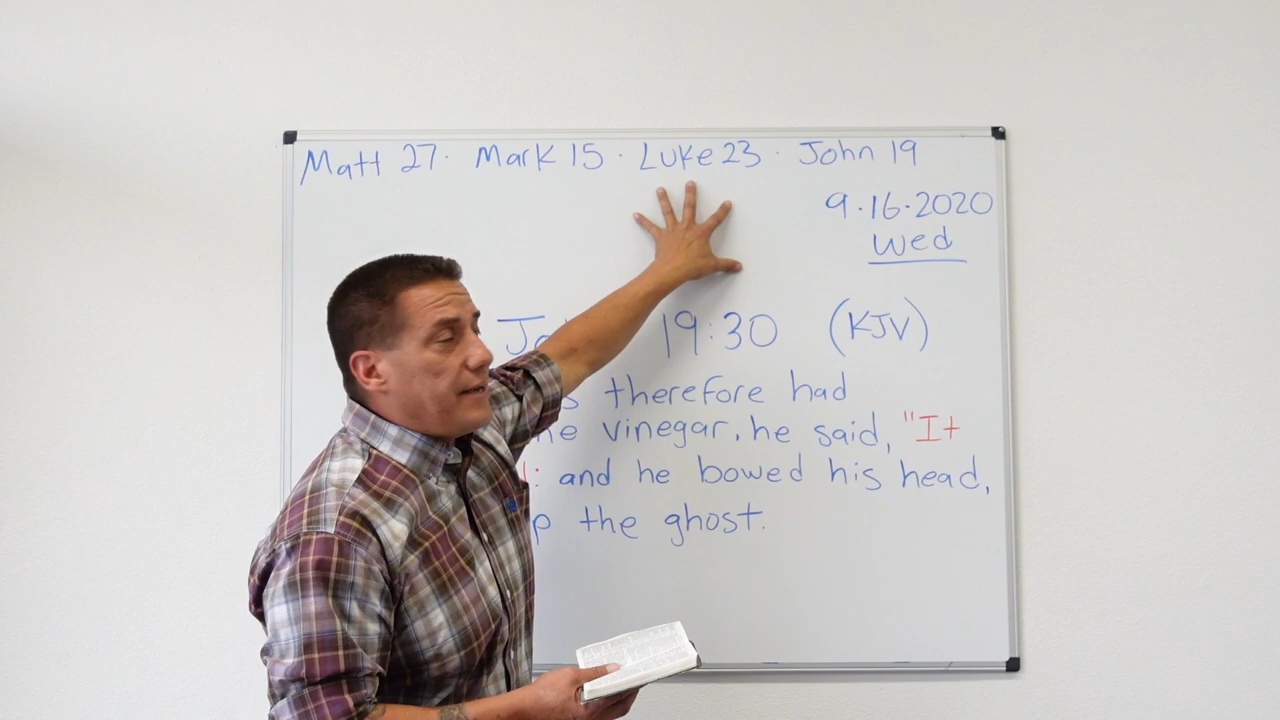 Matt 27 · Mark 15 · Luke 23 · John 19
9·16·2020
Wed
19:30 (KJV)
therefore had
vinegar, he said, "It
and he bowed his head,
the ghost.